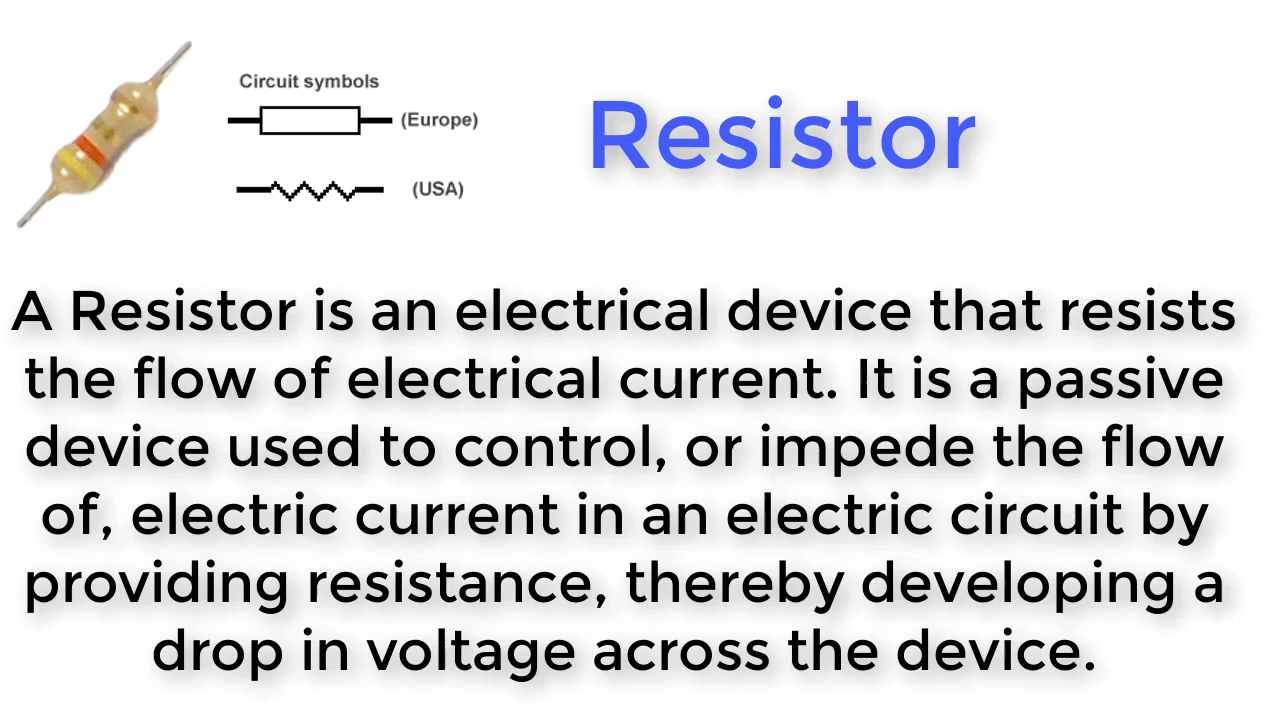 Circuit symbols
(Europe)
(USA)
Resistor
A Resistor is an electrical device that resists
the flow of electrical current. It is a passive
device used to control, or impede the flow
of, electric current in an electric circuit by
providing resistance, thereby developing a
drop in voltage across the device.